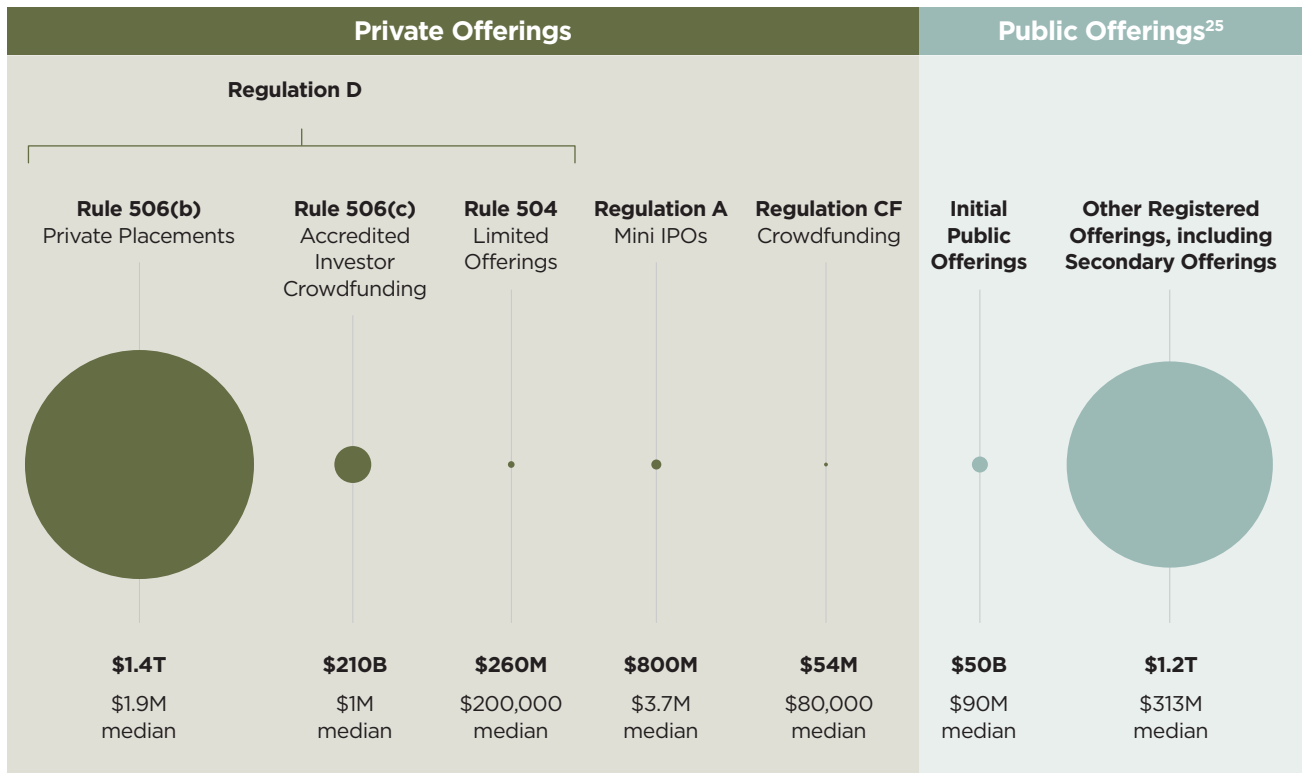 Private Offerings
Public Offerings25
Regulation D
Rule 506(b)
Private Placements
Rule 506(c)
Accredited
Investor
Crowdfunding
Rule 504
Limited
Offerings
Regulation A
Mini IPOs
Regulation CF
Crowdfunding
Initial
Public
Offerings
Other Registered
Offerings, including
Secondary Offerings
$1.4T
$1.9M
median
$210B
$1M
median
$260M
$200,000
median
$800M
$3.7M
median
$54M
$80,000
median
$50B
$90M
median
$1.2T
$313M
median